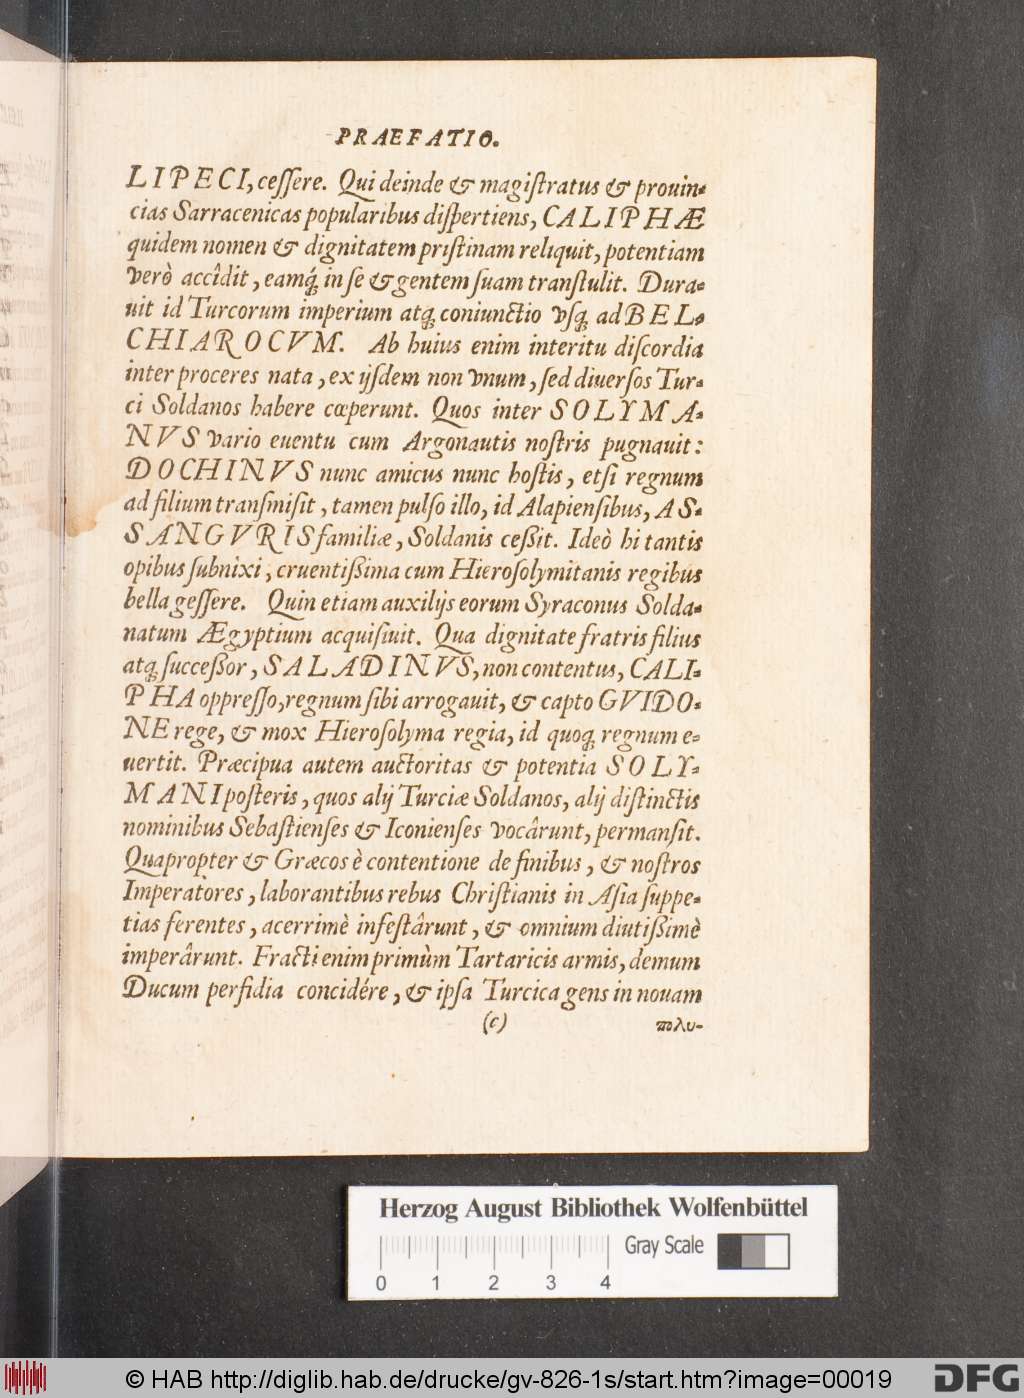 PRAEFATIO.
LIPECI, ceſſere. Qui deinde & magiſtratus & prouin-
cias Sarracenicas popularibus diſpertiens, CALIPHÆ
quidem nomen & dignitatem priſtinam reliquit, potentiam
verò accîdit, eamq́ in ſe & gentem ſuam tranſtulit. Dura-
uit id Turcorum imperium atq coniunctio vſq ad BEL-
CHIAROCVM. Ab huius enim interitu diſcordia
inter proceres nata, ex ijſdem non vnum, ſed diuerſos Tur-
ci Soldanos habere cœperunt. Quos inter SOLYMA-
NVS vario euentu cum Argonautis noſtris pugnauit:
DOCHINVS nunc amicus nunc hoſtis, etſi regnum
ad filium tranſmiſit, tamen pulſo illo, id Alapienſibus, AS-
SANGVRIS familiæ, Soldanis ceßit. Ideò hi tantis
opibus ſubnixi, cruentißima cum Hieroſolymitanis regibus
bella geſſere. Quin etiam auxilijs eorum Syraconus Solda-
natum Ægyptium acquiſiuit. Qua dignitate fratris filius
atq ſucceßor, SALADINVS, non contentus, CALI-
PHA oppreſſo, regnum ſibi arrogauit, & capto GVIDO-
NE rege, & mox Hieroſolyma regia, id quoq regnum e-
uertit. Præcipua autem auctoritas & potentia SOLY-
MANI poſteris, quos alij Turciæ Soldanos, alij diſtinctis
nominibus Sebaſtienſes & Iconienſes vocârunt, permanſit.
Quapropter & Græcos è contentione de finibus, & noſtros
Imperatores, laborantibus rebus Chriſtianis in Aſia ſuppe-
tias ferentes, acerrimè infeſtârunt, & omnium diutißimè
imperârunt. Fracti enim primùm Tartaricis armis, demum
Ducum perfidia concidére, & ipſa Turcica gens in nouam
(c) πολυ-
Herzog August Bibliothek Wolfenbüttel
Gray Scale
0 1 2 3 4
© HAB http://diglib.hab.de/drucke/gv-826-1s/start.htm?image=00019
DFG